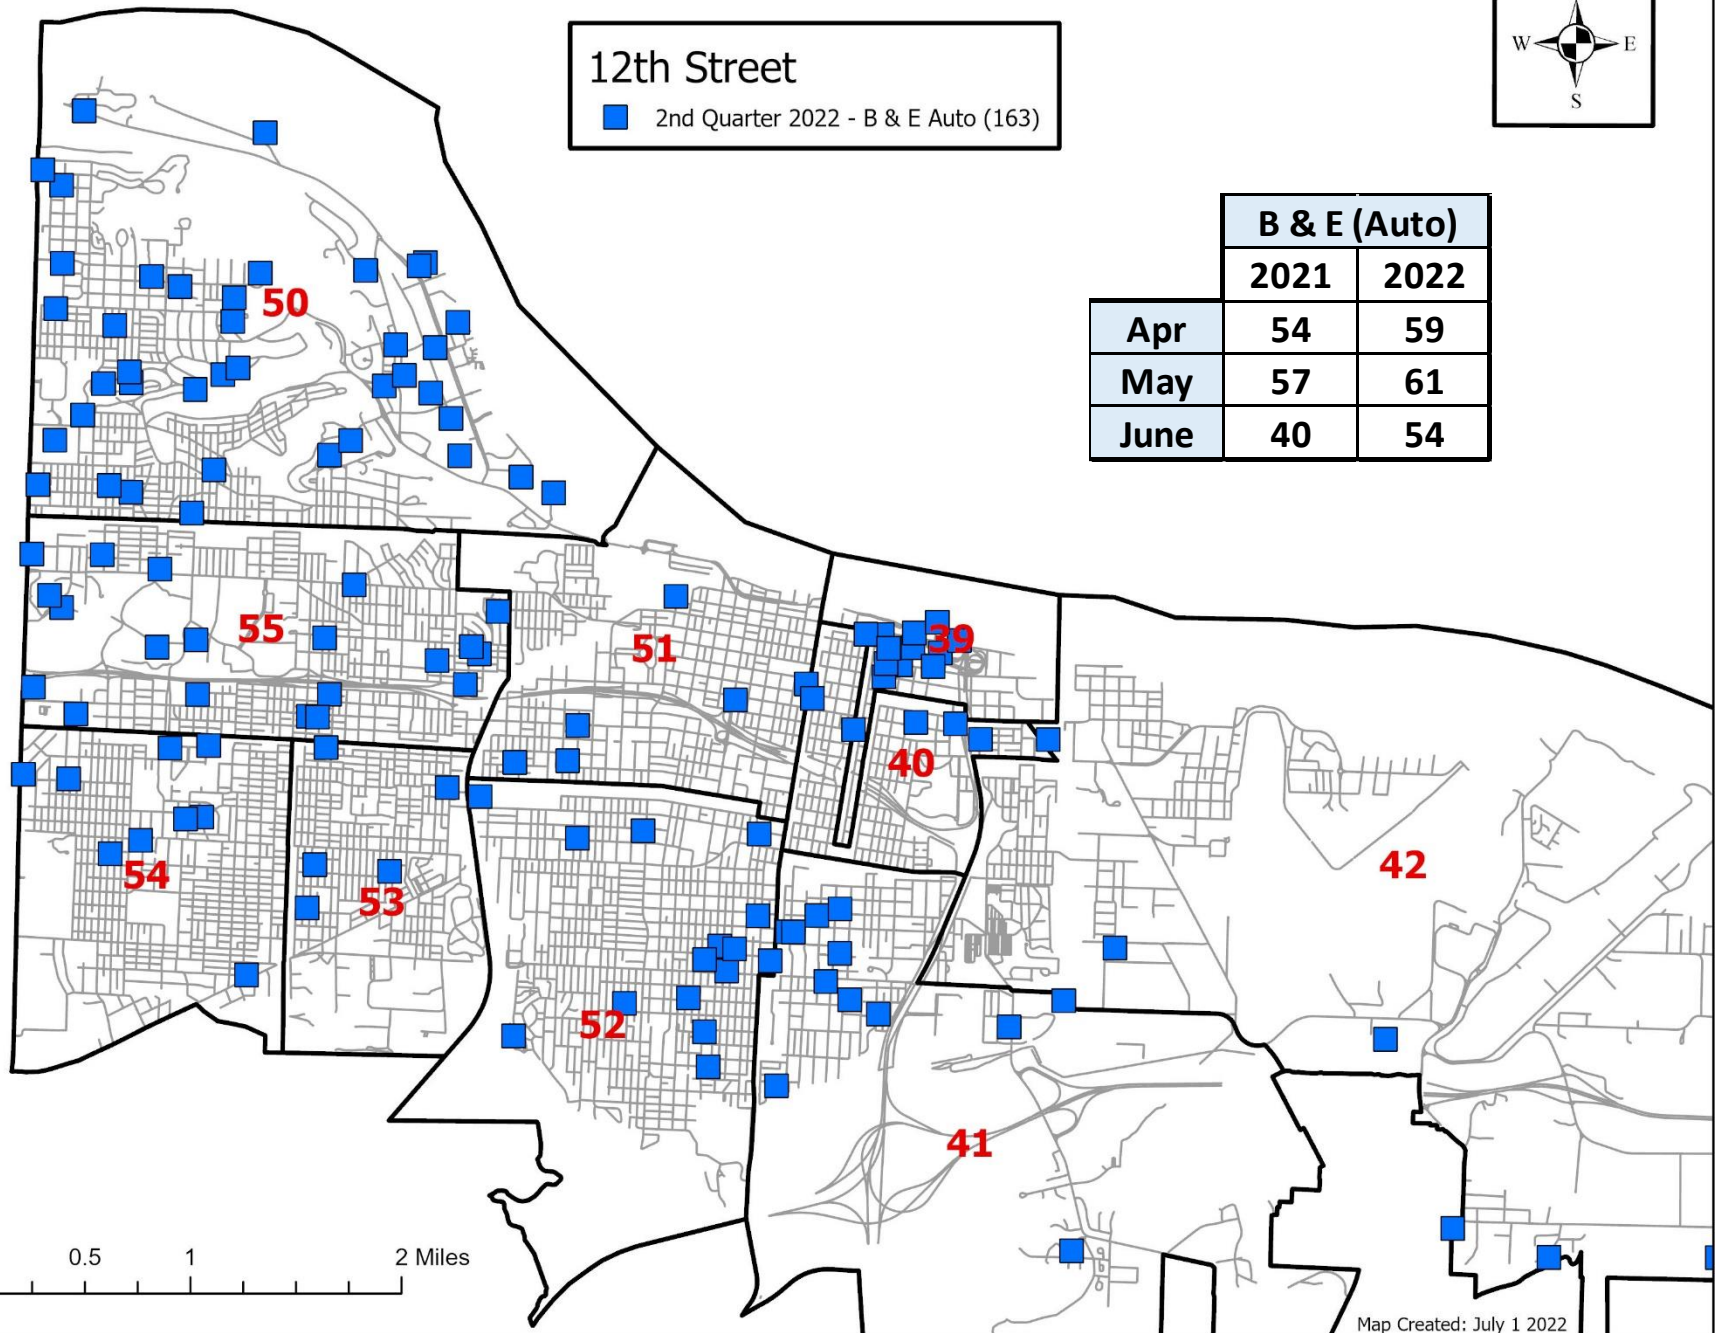 12th Street
2nd Quarter 2022 - B & E Auto (163)
W E
S
B & E (Auto)
2021 2022
Apr 54 59
May 57 61
June 40 54
50
55
51
39
40
42
54
53
52
41
0.5 1 2 Miles
Map Created: July 1 2022